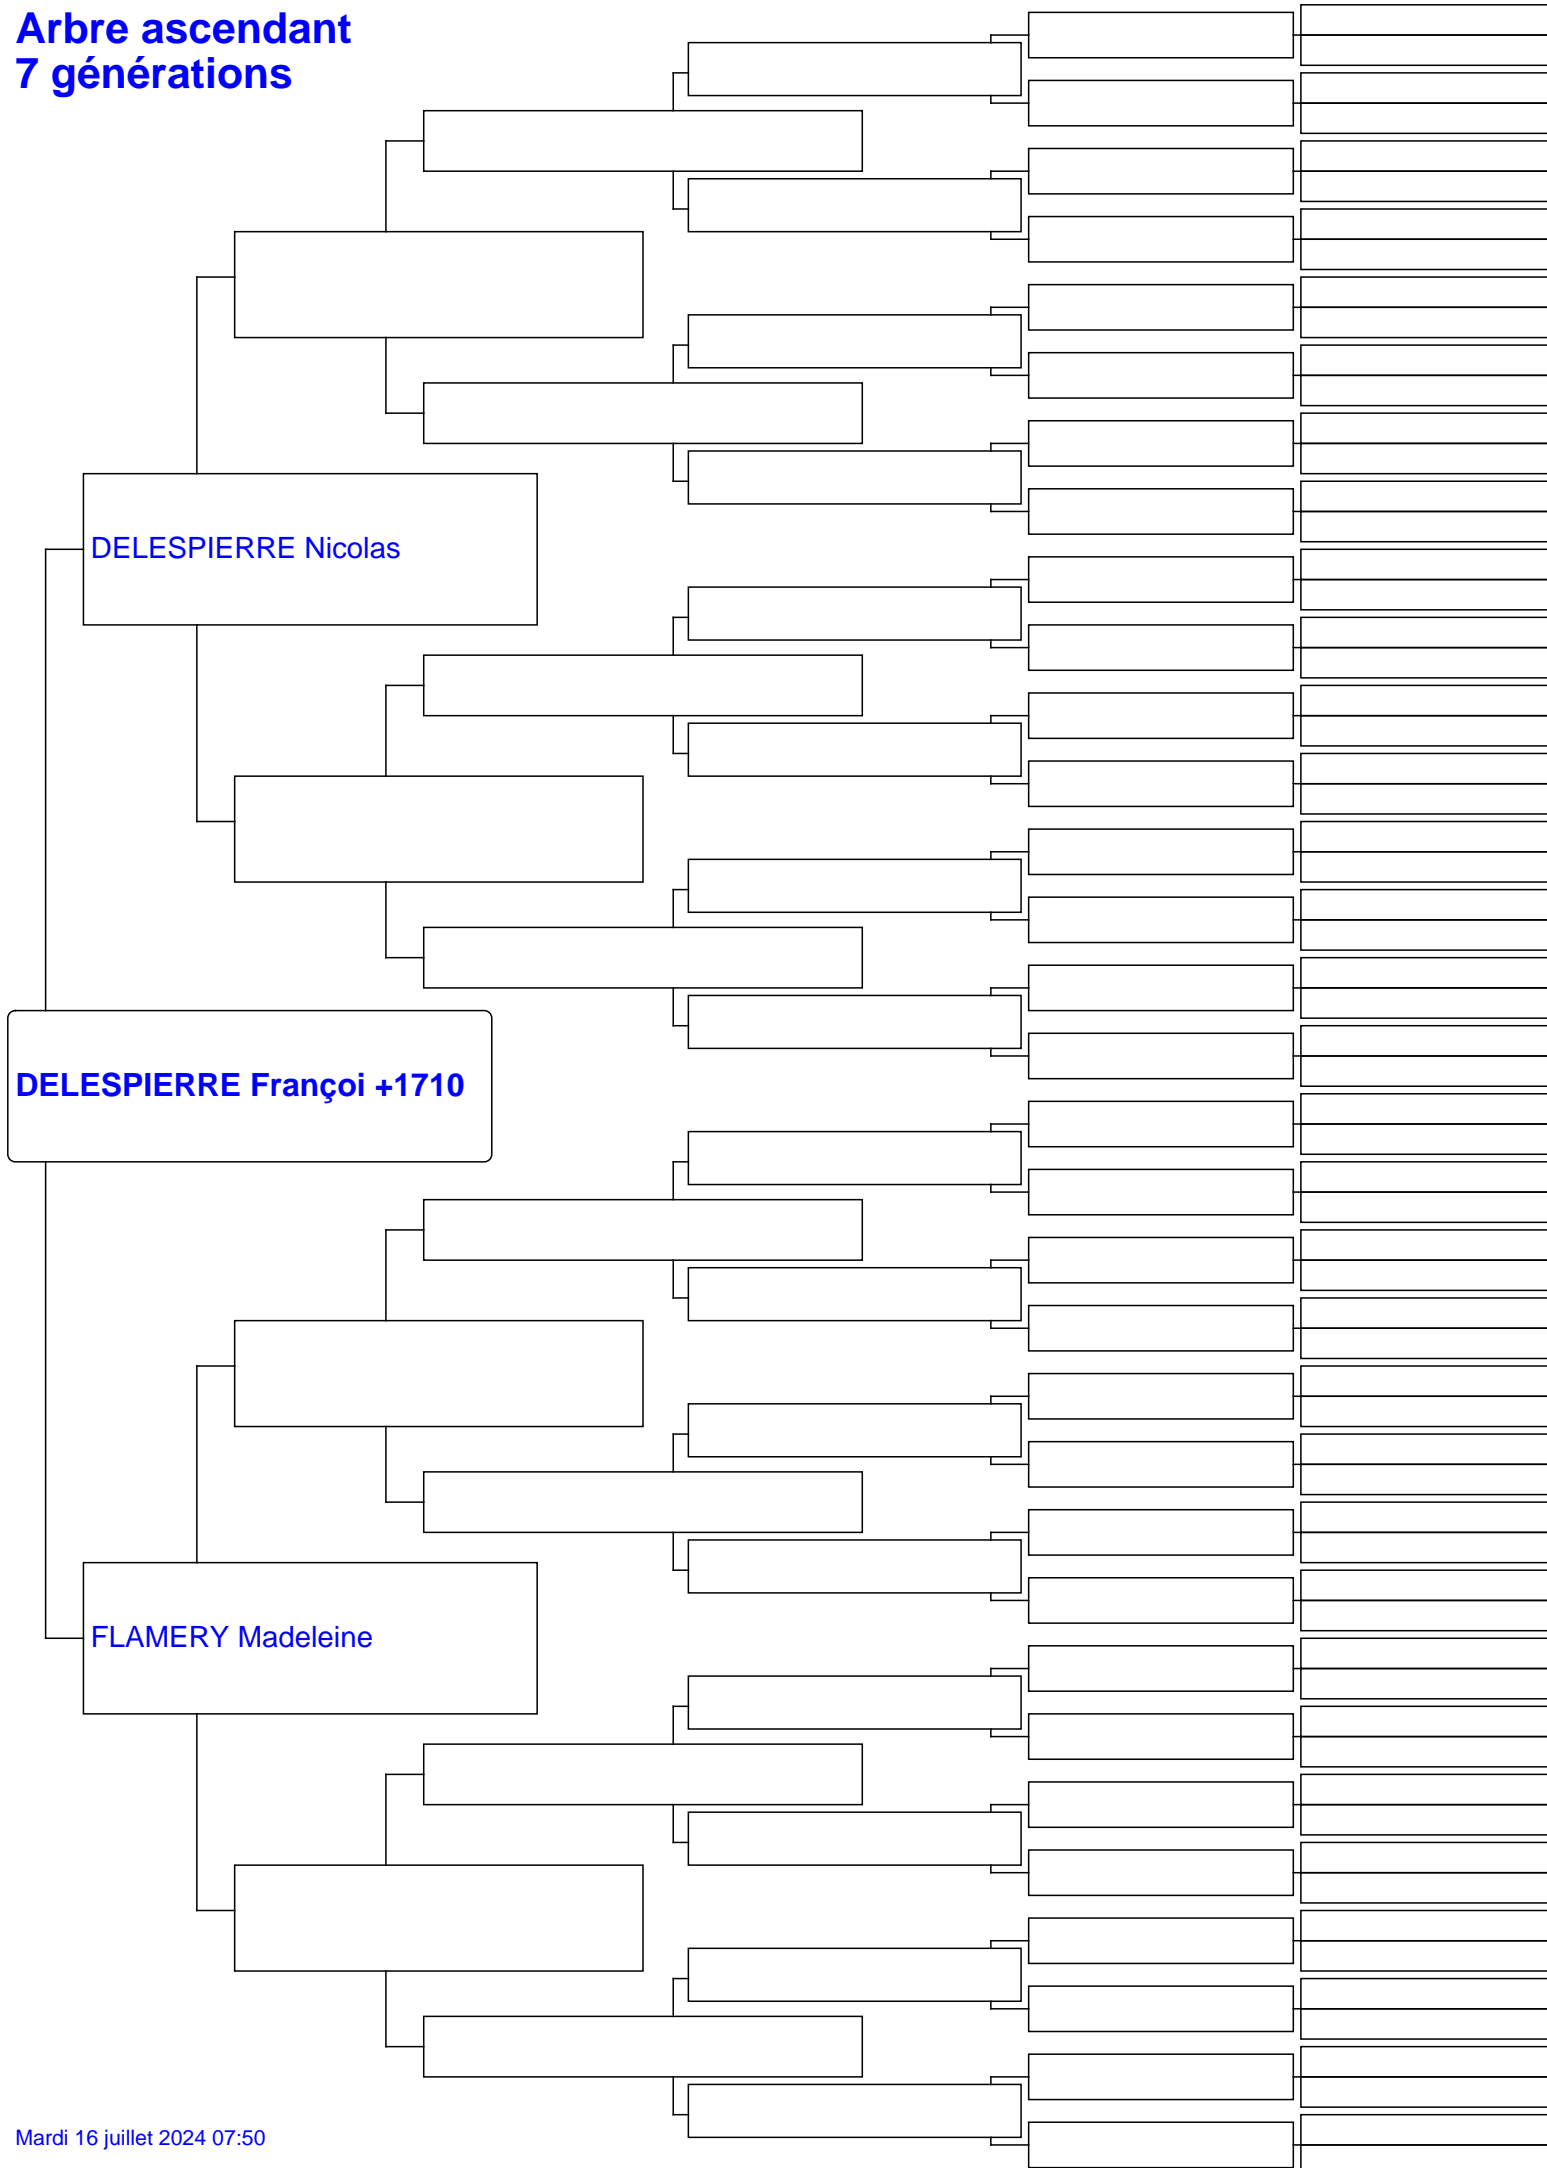 Arbre ascendant
7 générations
DELESPIERRE Nicolas
DELESPIERRE Françoi +1710
FLAMERY Madeleine
Mardi 16 juillet 2024 07:50